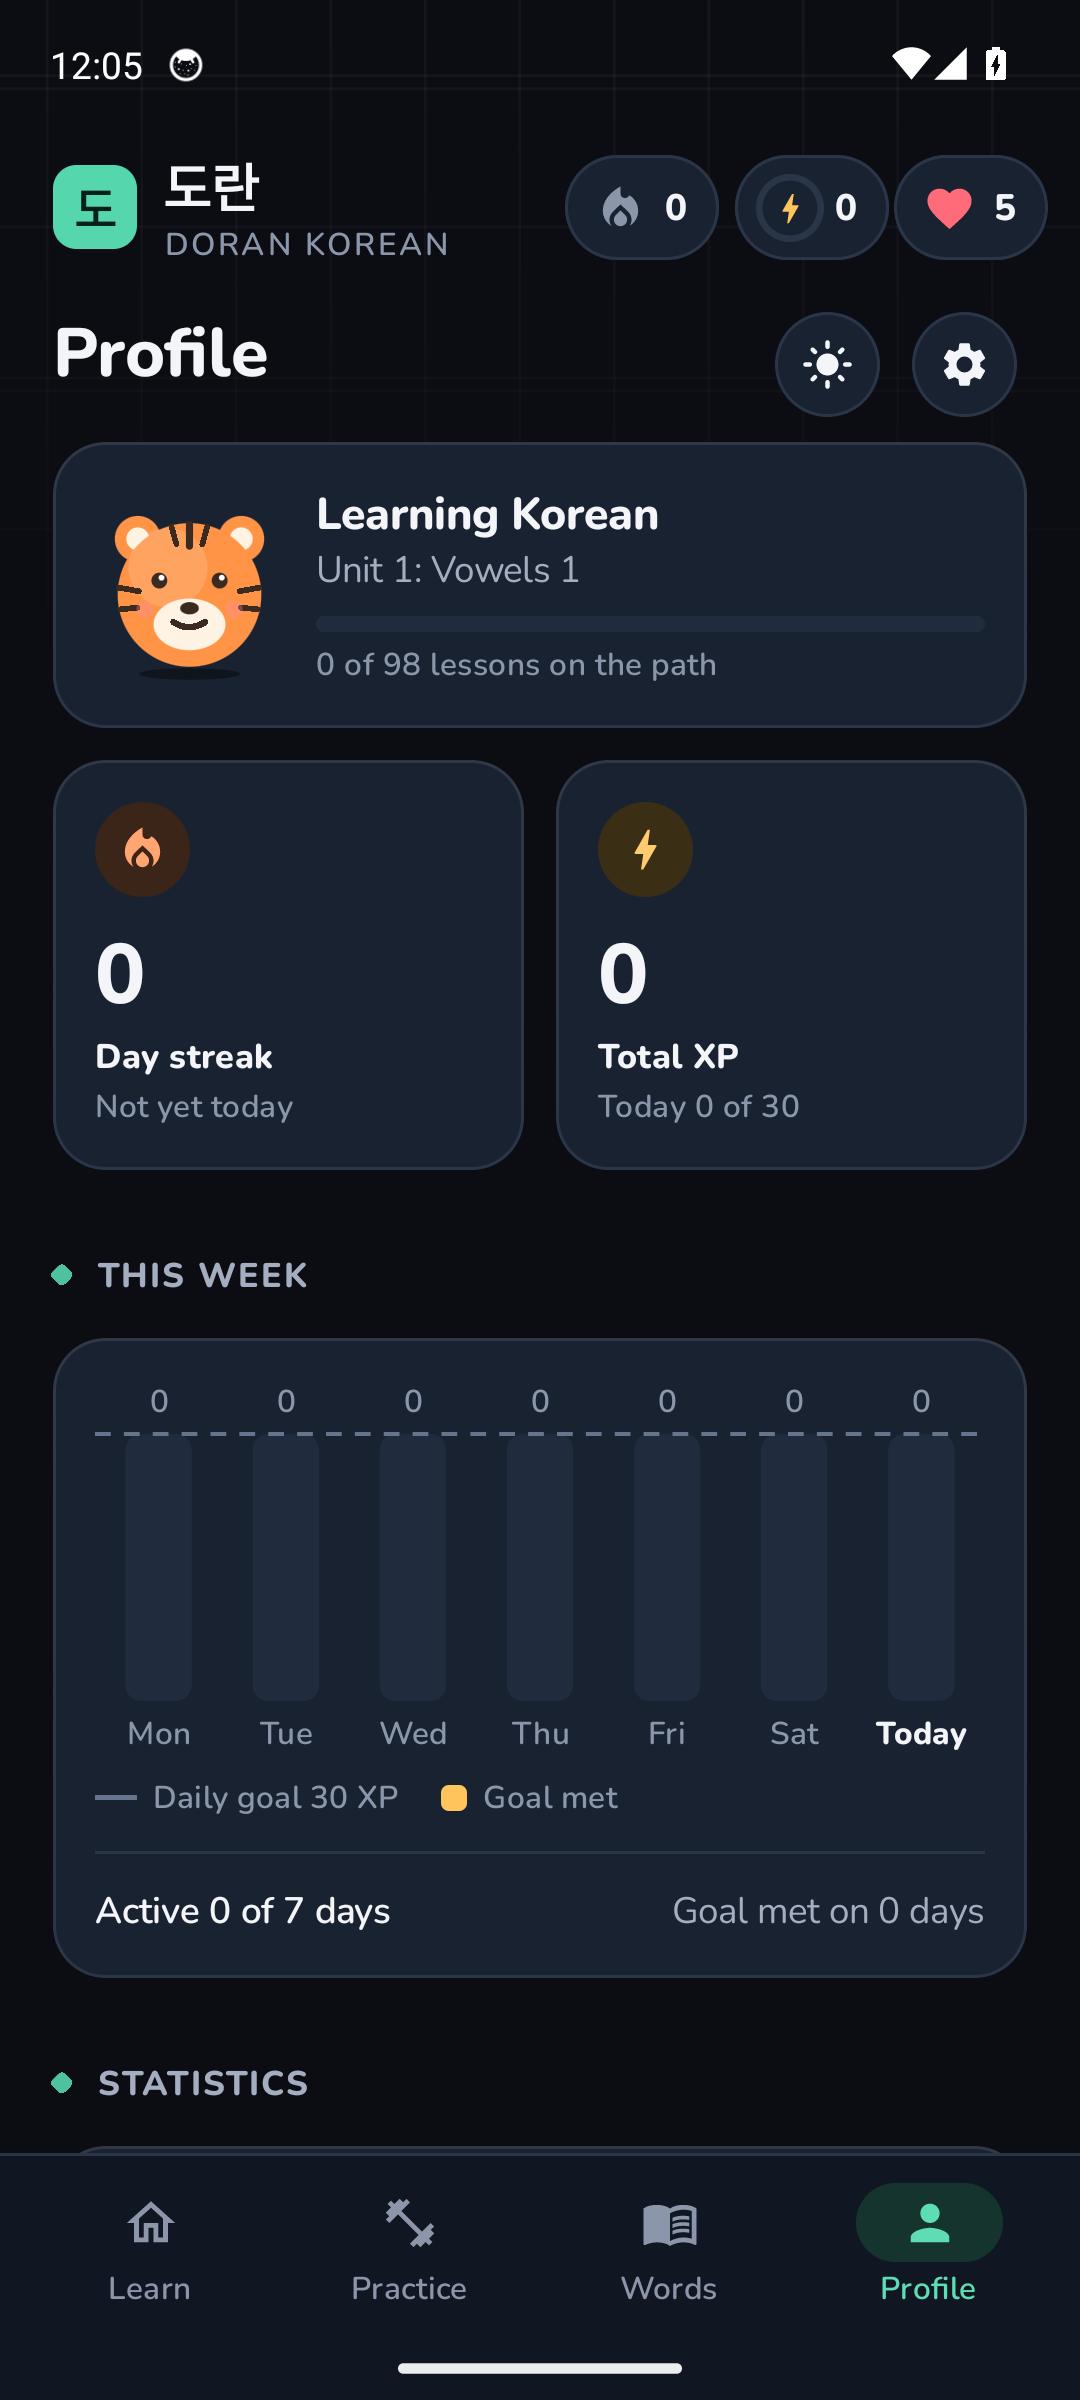 12:05
도
도란
DORAN KOREAN
0
0
5
Profile
Learning Korean
Unit 1: Vowels 1
0 of 98 lessons on the path
0
Day streak
Not yet today
0
Total XP
Today 0 of 30
THIS WEEK
0 0 0 0 0 0 0
Mon Tue Wed Thu Fri Sat Today
Daily goal 30 XP Goal met
Active 0 of 7 days Goal met on 0 days
STATISTICS
Learn Practice Words Profile